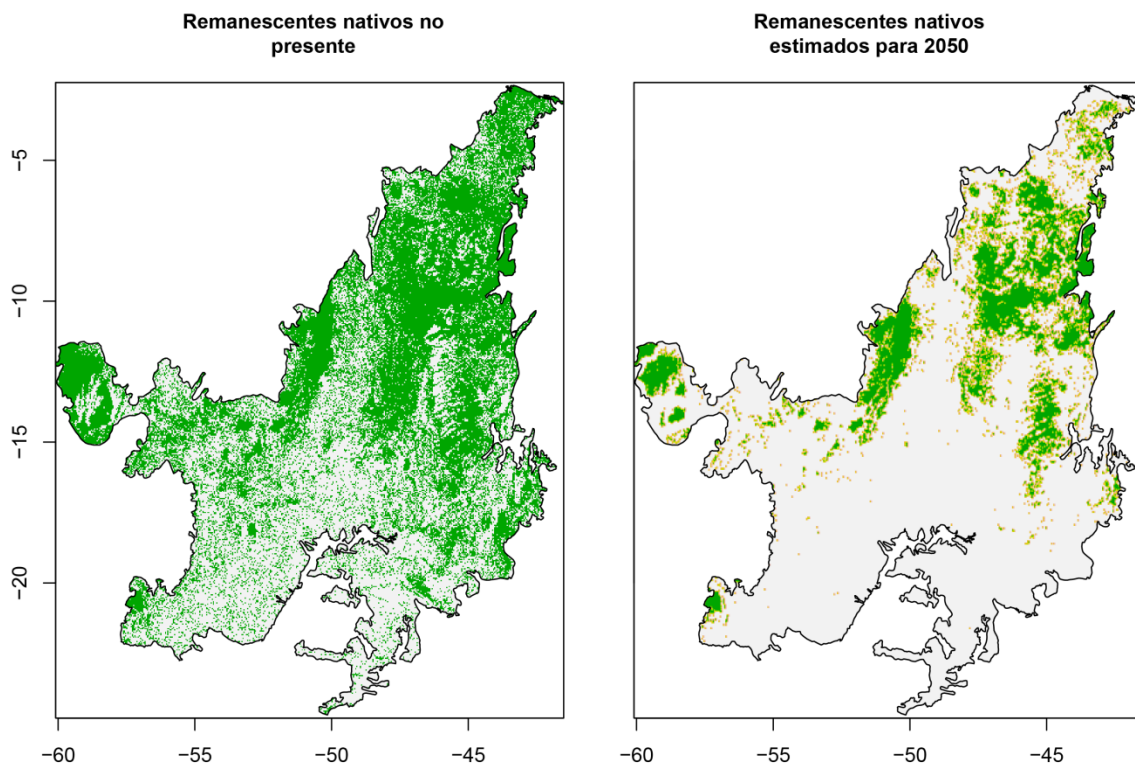 Remanescentes nativos no
presente
Remanescentes nativos
estimados para 2050
−5
−10
−15
−20
−60 −55 −50 −45
−60 −55 −50 −45